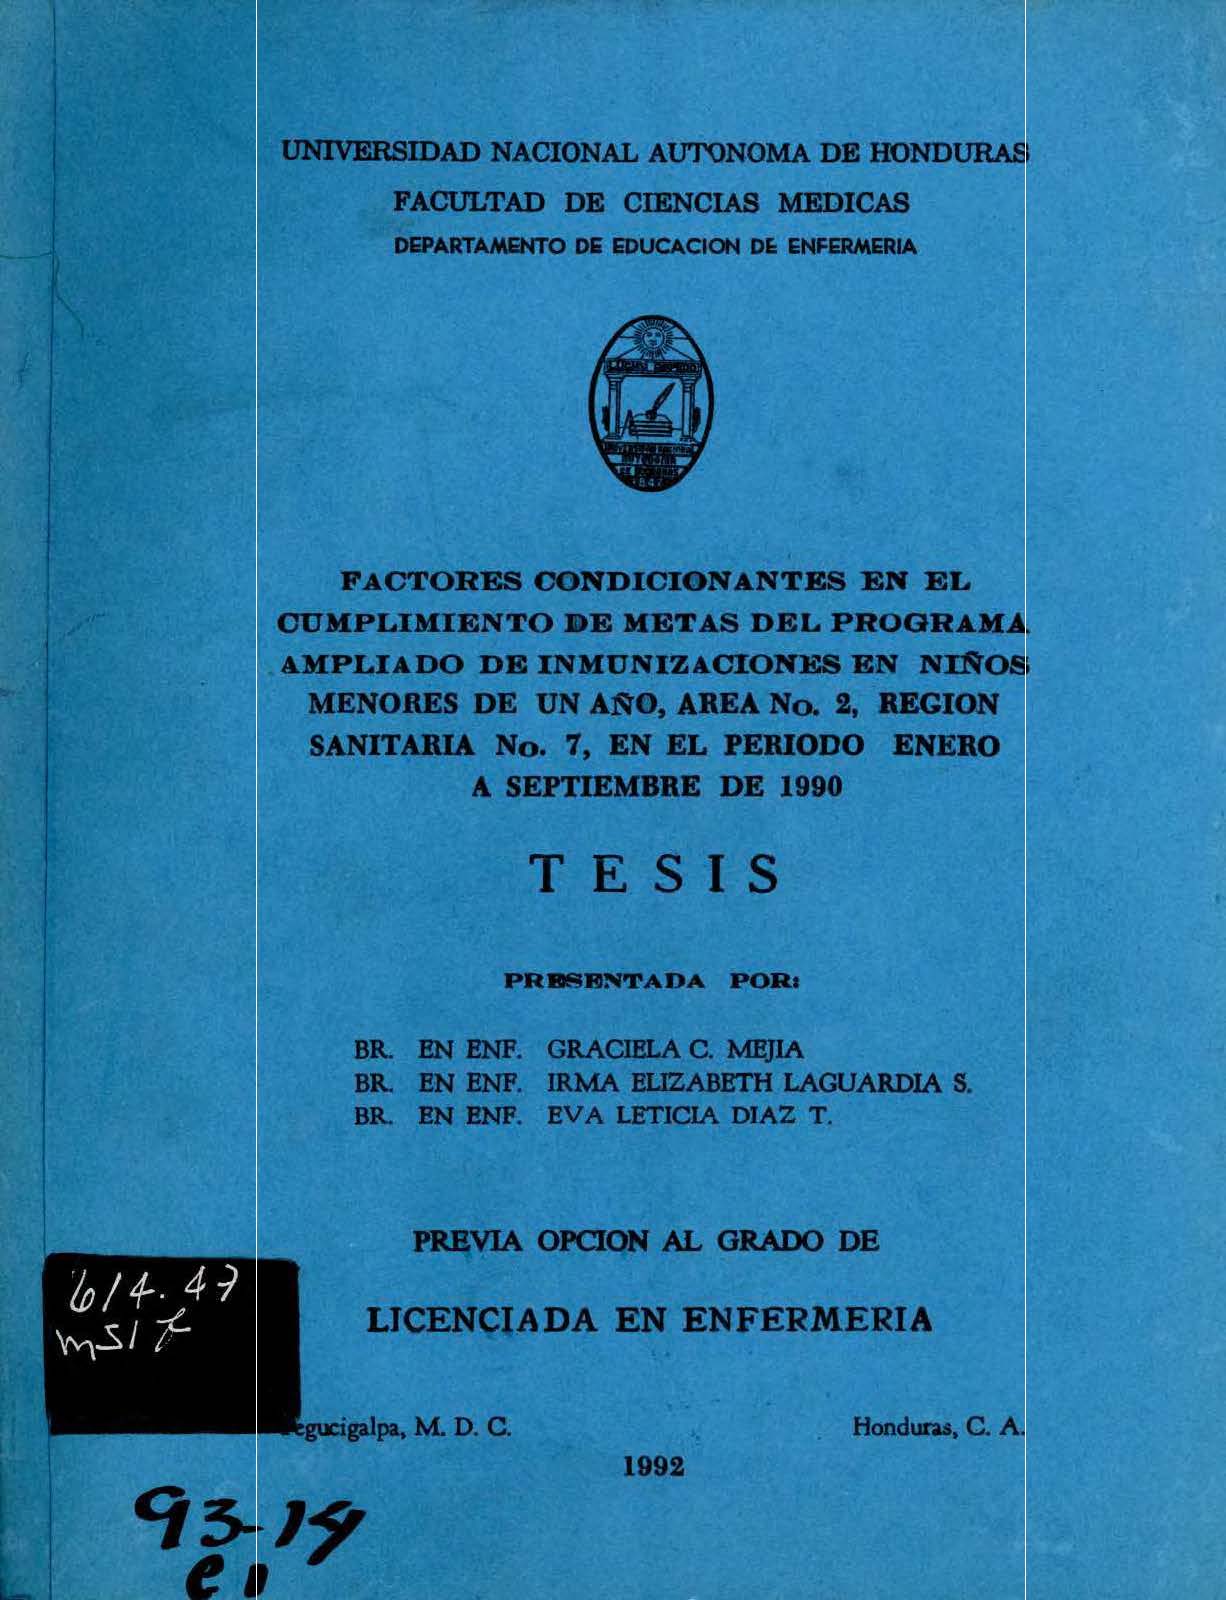 UNIVERSIDAD NACIONAL AUTONOMA DE HONDURAS
FACULTAD DE CIENCIAS MEDICAS
DEPARTAMENTO DE EDUCACION DE ENFERMERIA
FACTORES CONDICIONANTES EN EL
CUMPLIMIENTO DE METAS DEL PROGRAMA
AMPLIADO DE INMUNIZACIONES EN NIÑOS
MENORES DE UN AÑO, AREA No. 2, REGION
SANITARIA No. 7, EN EL PERIODO ENERO
A SEPTIEMBRE DE 1990
TESIS
PRESENTADA POR:
BR. EN ENF. GRACIELA C. MEJIA
BR. EN ENF. IRMA ELIZABETH LAGUARDIA S.
BR. EN ENF. EVA LETICIA DIAZ T.
PREVIA OPCION AL GRADO DE
LICENCIADA EN ENFERMERIA
614.47
M51f
Tegucigalpa, M. D. C. Honduras, C. A.
1992
93-14
C1